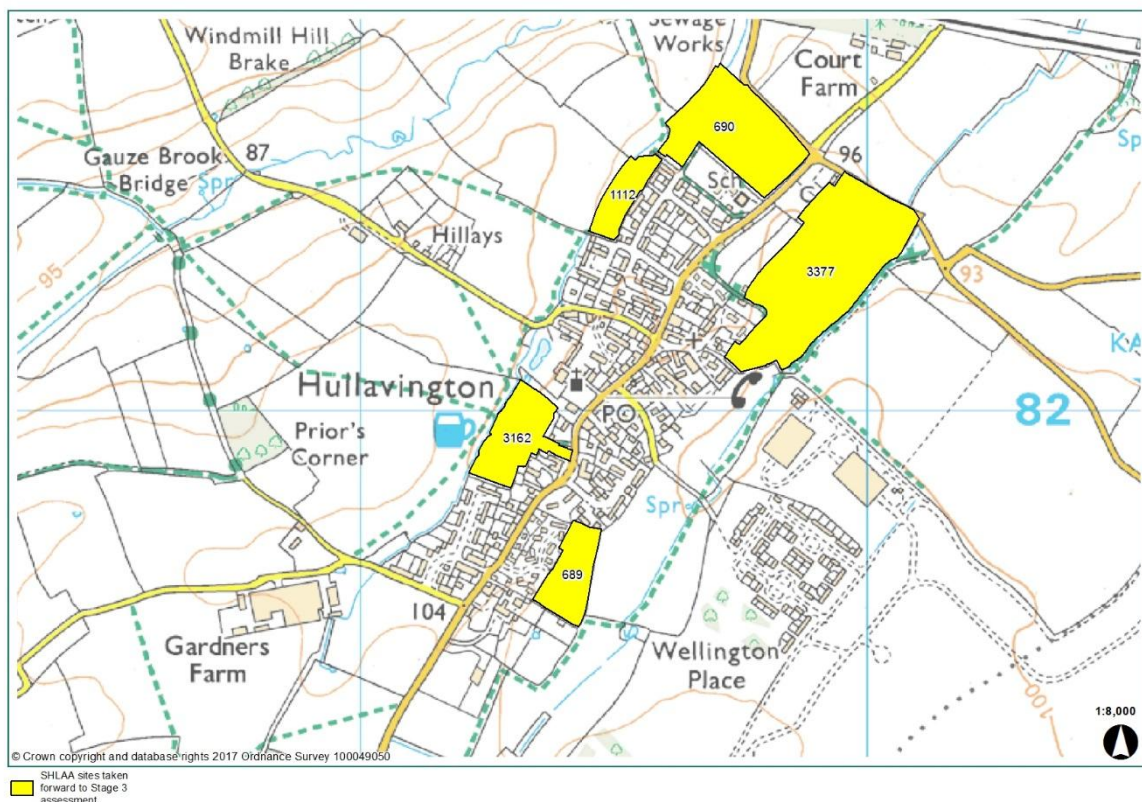 Windmill Hill
Brake
Sewage
Works
Court
Farm
690
96
Gauze Brook
Bridge
87
Spr
1112
Sch
Hillays
3377
95
93
Hullavington
82
PO
3162
Prior's
Corner
Spr
689
104
Gardners
Farm
Wellington
Place
100
1:8,000
© Crown copyright and database rights 2017 Ordnance Survey 100049050
SHLAA sites taken
forward to Stage 3
assessment